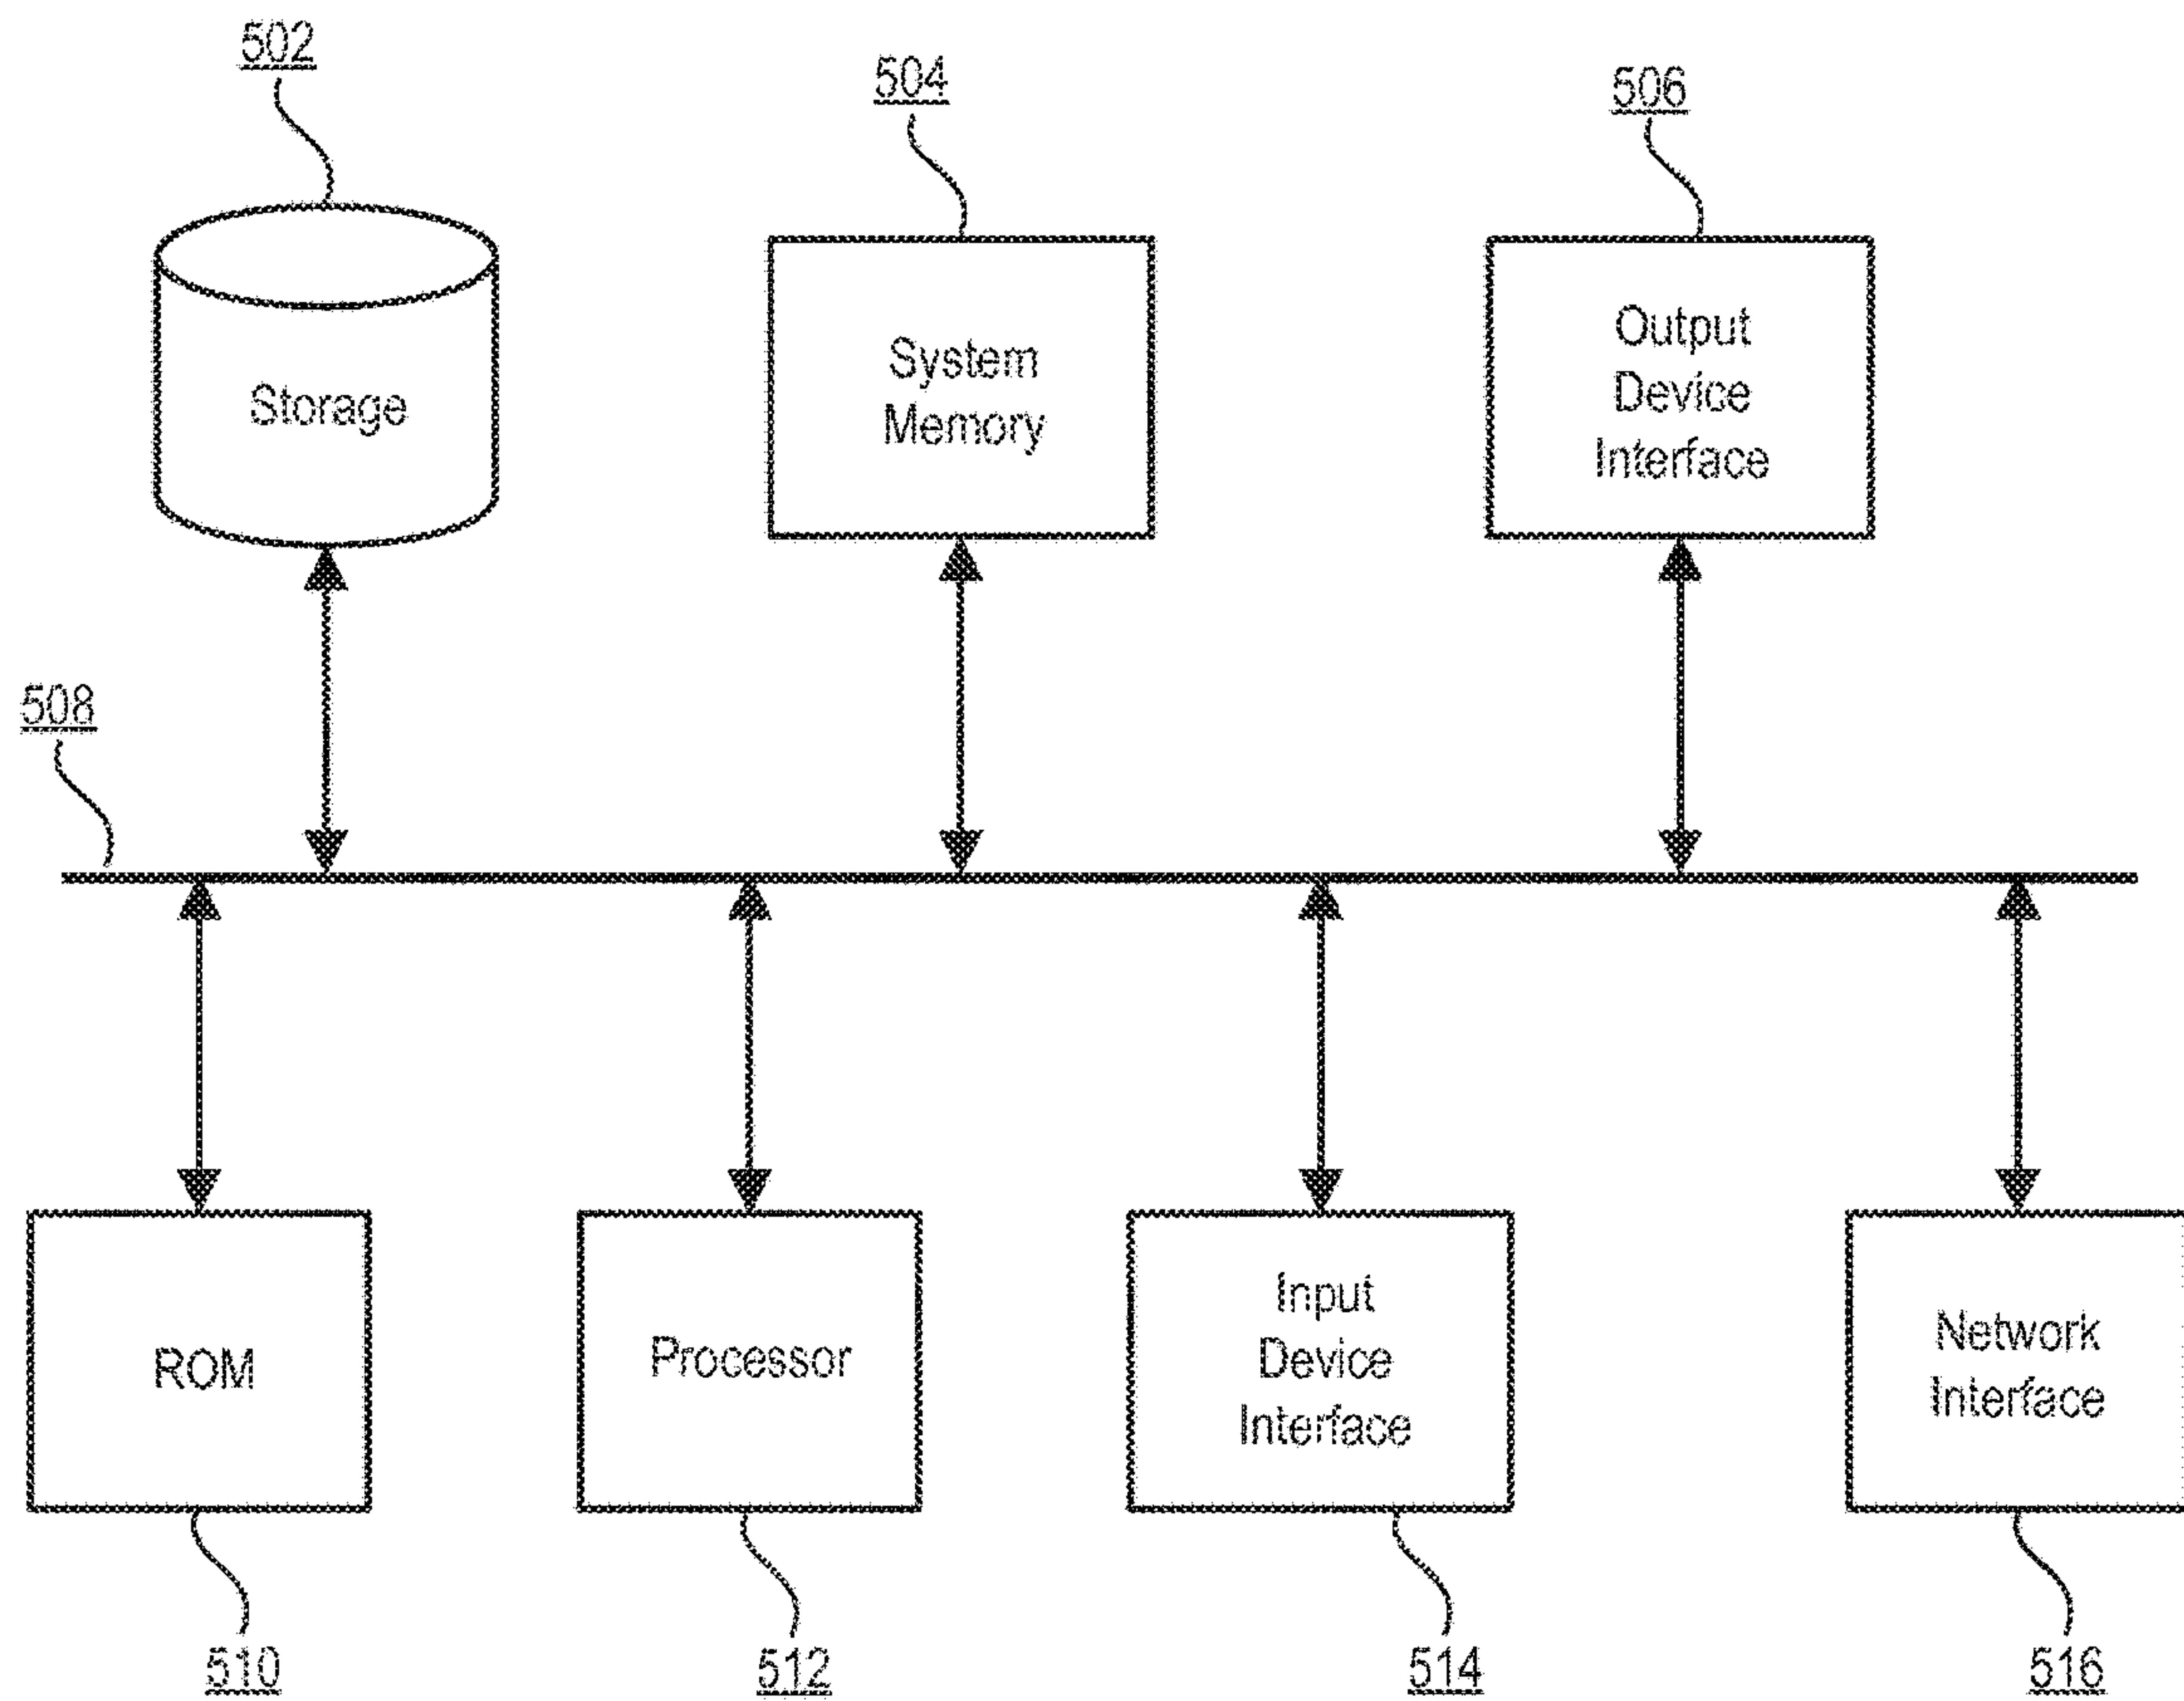 502
504
506
Storage
System
Memory
Output
Device
Interface
508
ROM
Processor
Input
Device
Interface
Network
Interface
510
512
514
516